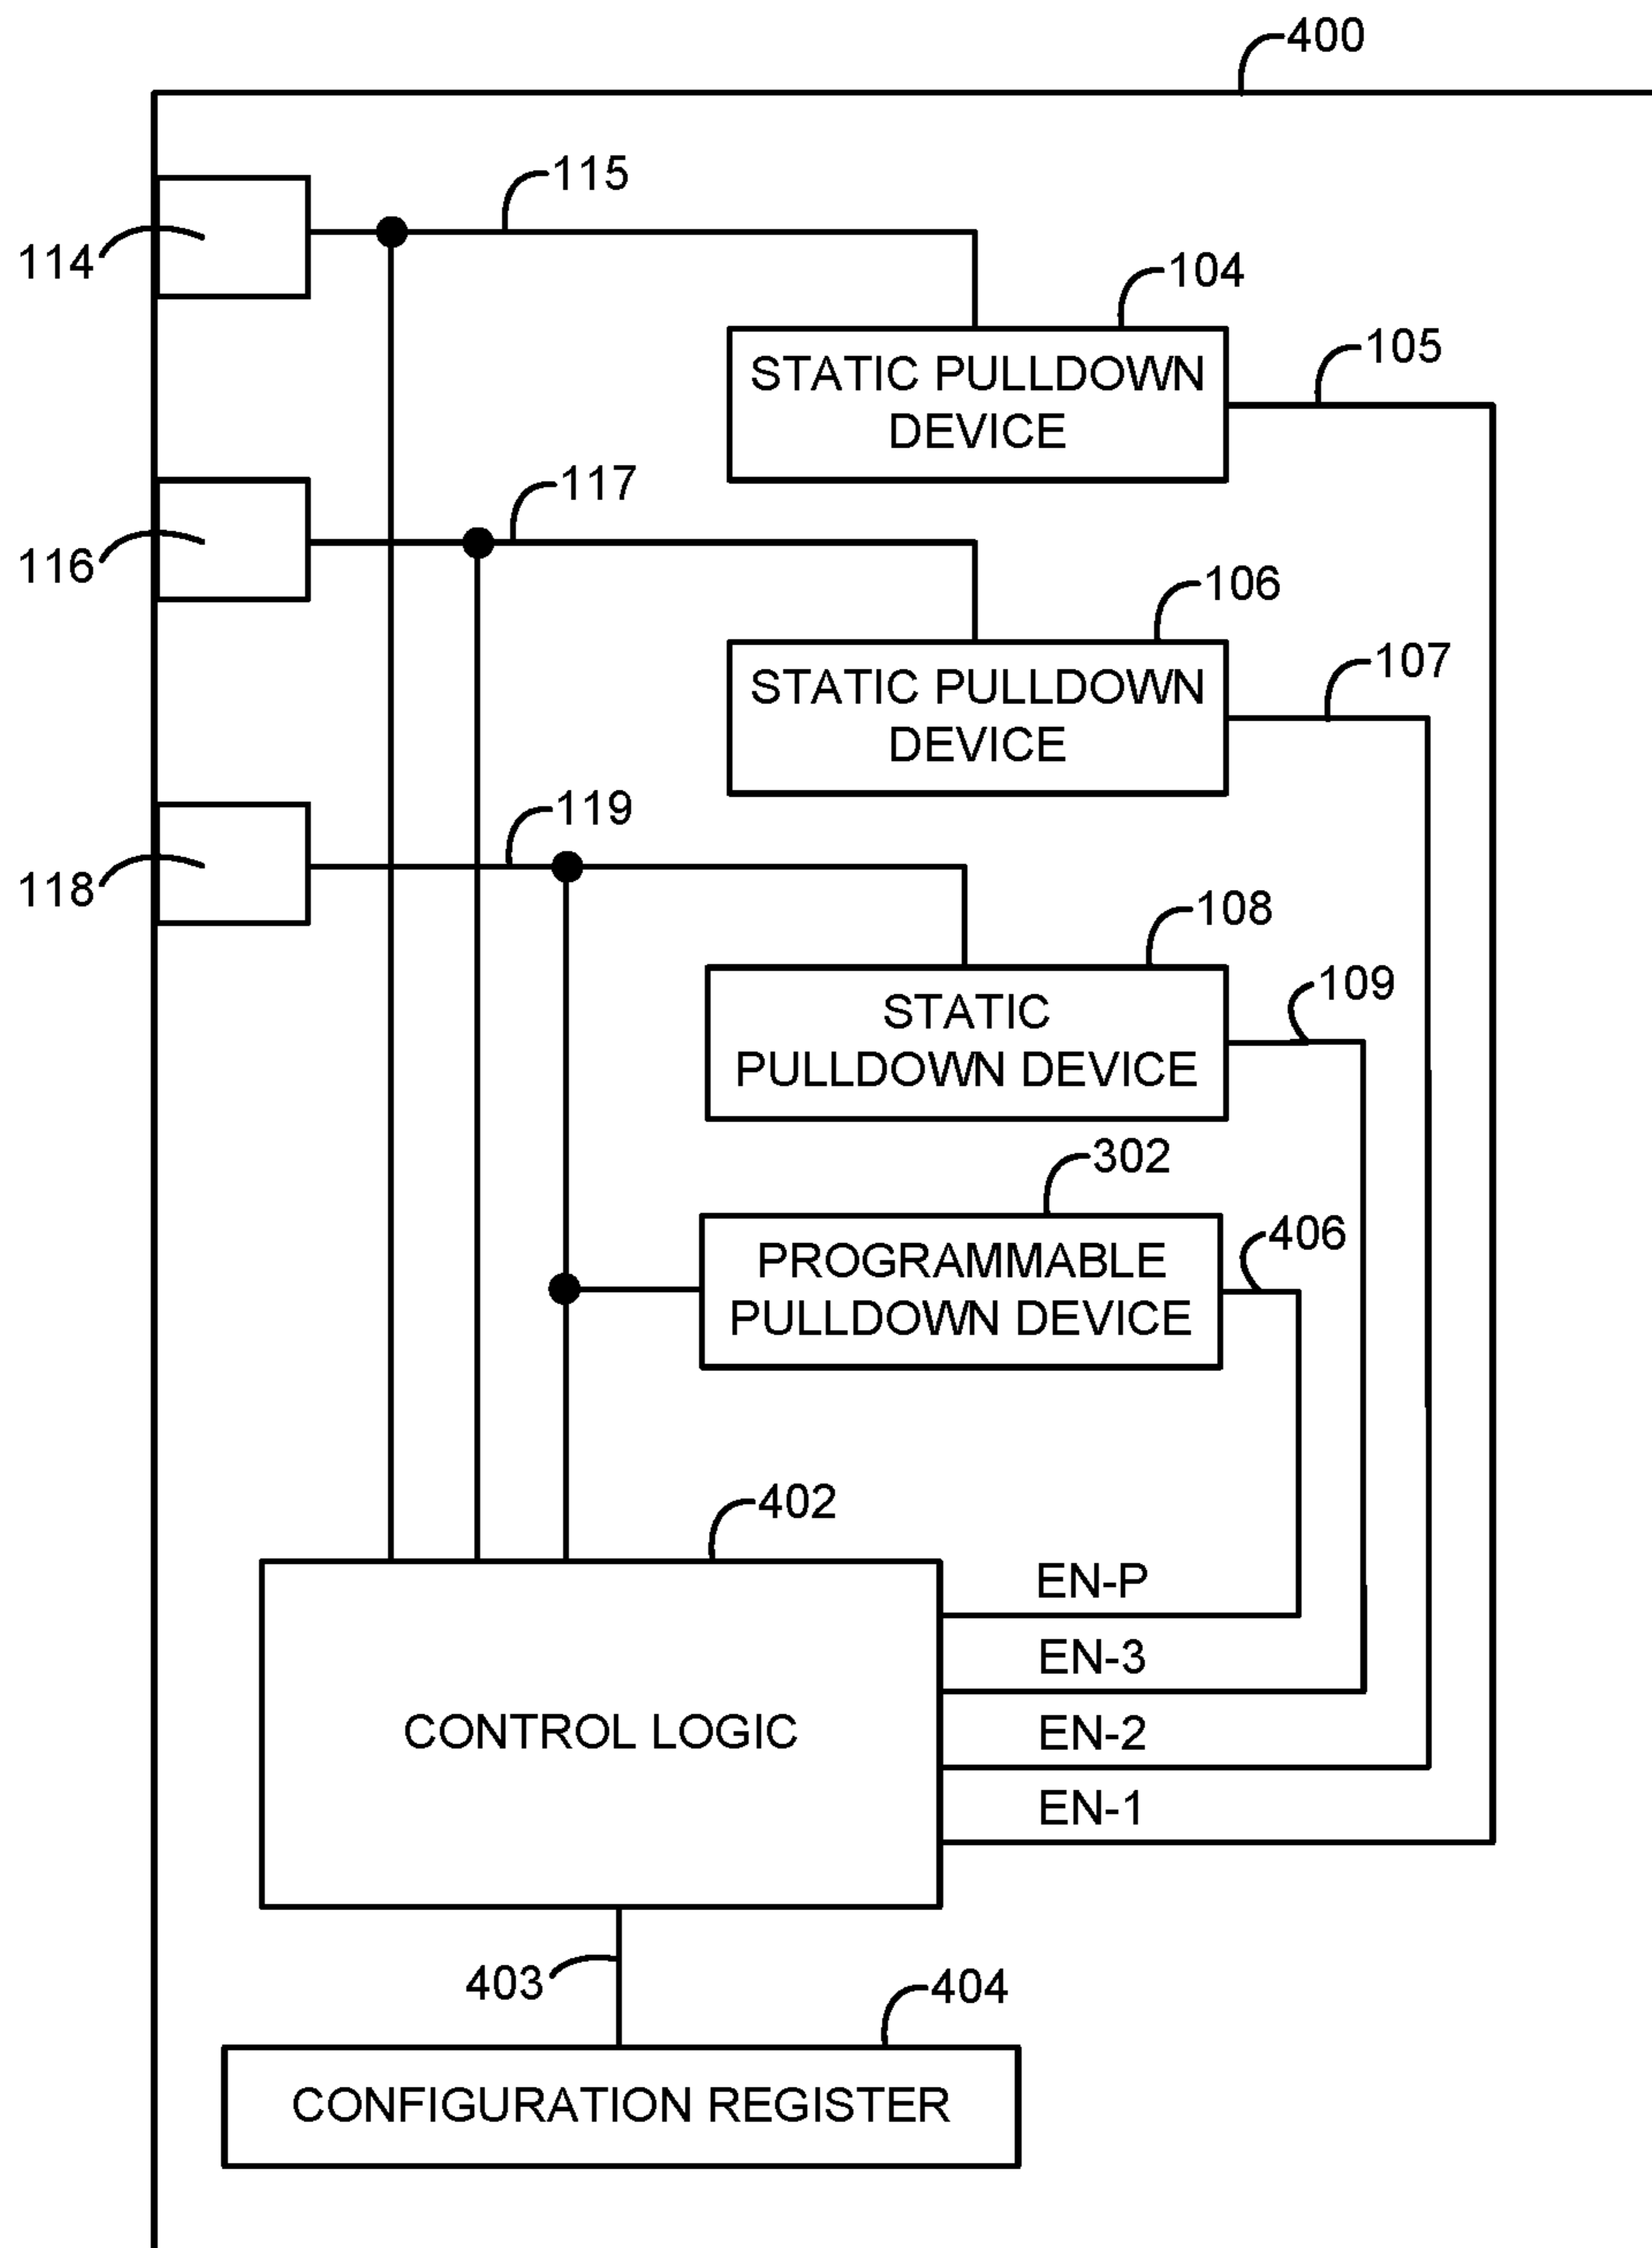 400
115
114
104
STATIC PULLDOWN
DEVICE
105
117
116
106
STATIC PULLDOWN
DEVICE
107
119
118
108
STATIC
PULLDOWN DEVICE
109
302
PROGRAMMABLE
PULLDOWN DEVICE
406
402
CONTROL LOGIC
EN-P
EN-3
EN-2
EN-1
403
404
CONFIGURATION REGISTER